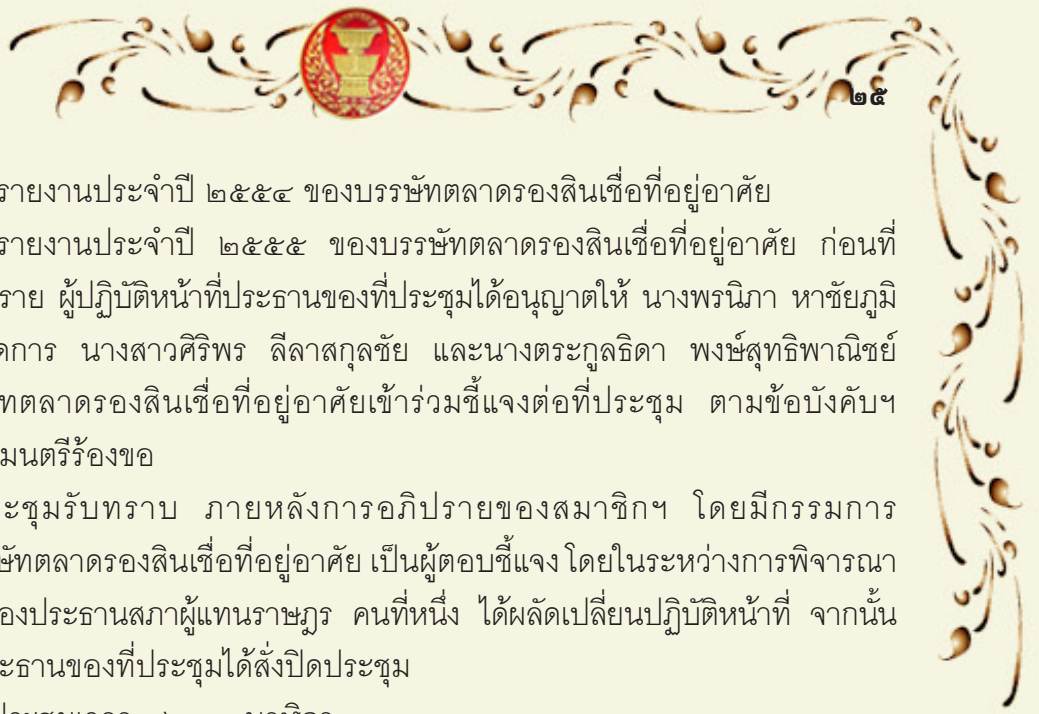 ๒๕
รายงานประจำปี ๒๕๕๔ ของบรรษัทตลาดรองสินเชื่อที่อยู่อาศัย
รายงานประจำปี ๒๕๕๕ ของบรรษัทตลาดรองสินเชื่อที่อยู่อาศัย ก่อนที่
ราย ผู้ปฏิบัติหน้าที่ประธานของที่ประชุมได้อนุญาตให้ นางพรนิภา หาชัยภูมิ
ดการ นางสาวศิริพร ลีลาสกุลชัย และนางตระกูลธิดา พงษ์สุทธิพาณิชย์
ทตลาดรองสินเชื่อที่อยู่อาศัยเข้าร่วมชี้แจงต่อที่ประชุม ตามข้อบังคับฯ
มนตรีร้องขอ
ะชุมรับทราบ ภายหลังการอภิปรายของสมาชิกฯ โดยมีกรรมการ
ษัทตลาดรองสินเชื่อที่อยู่อาศัย เป็นผู้ตอบชี้แจง โดยในระหว่างการพิจารณา
องประธานสภาผู้แทนราษฎร คนที่หนึ่ง ได้ผลัดเปลี่ยนปฏิบัติหน้าที่ จากนั้น
ะธานของที่ประชุมได้สั่งปิดประชุม